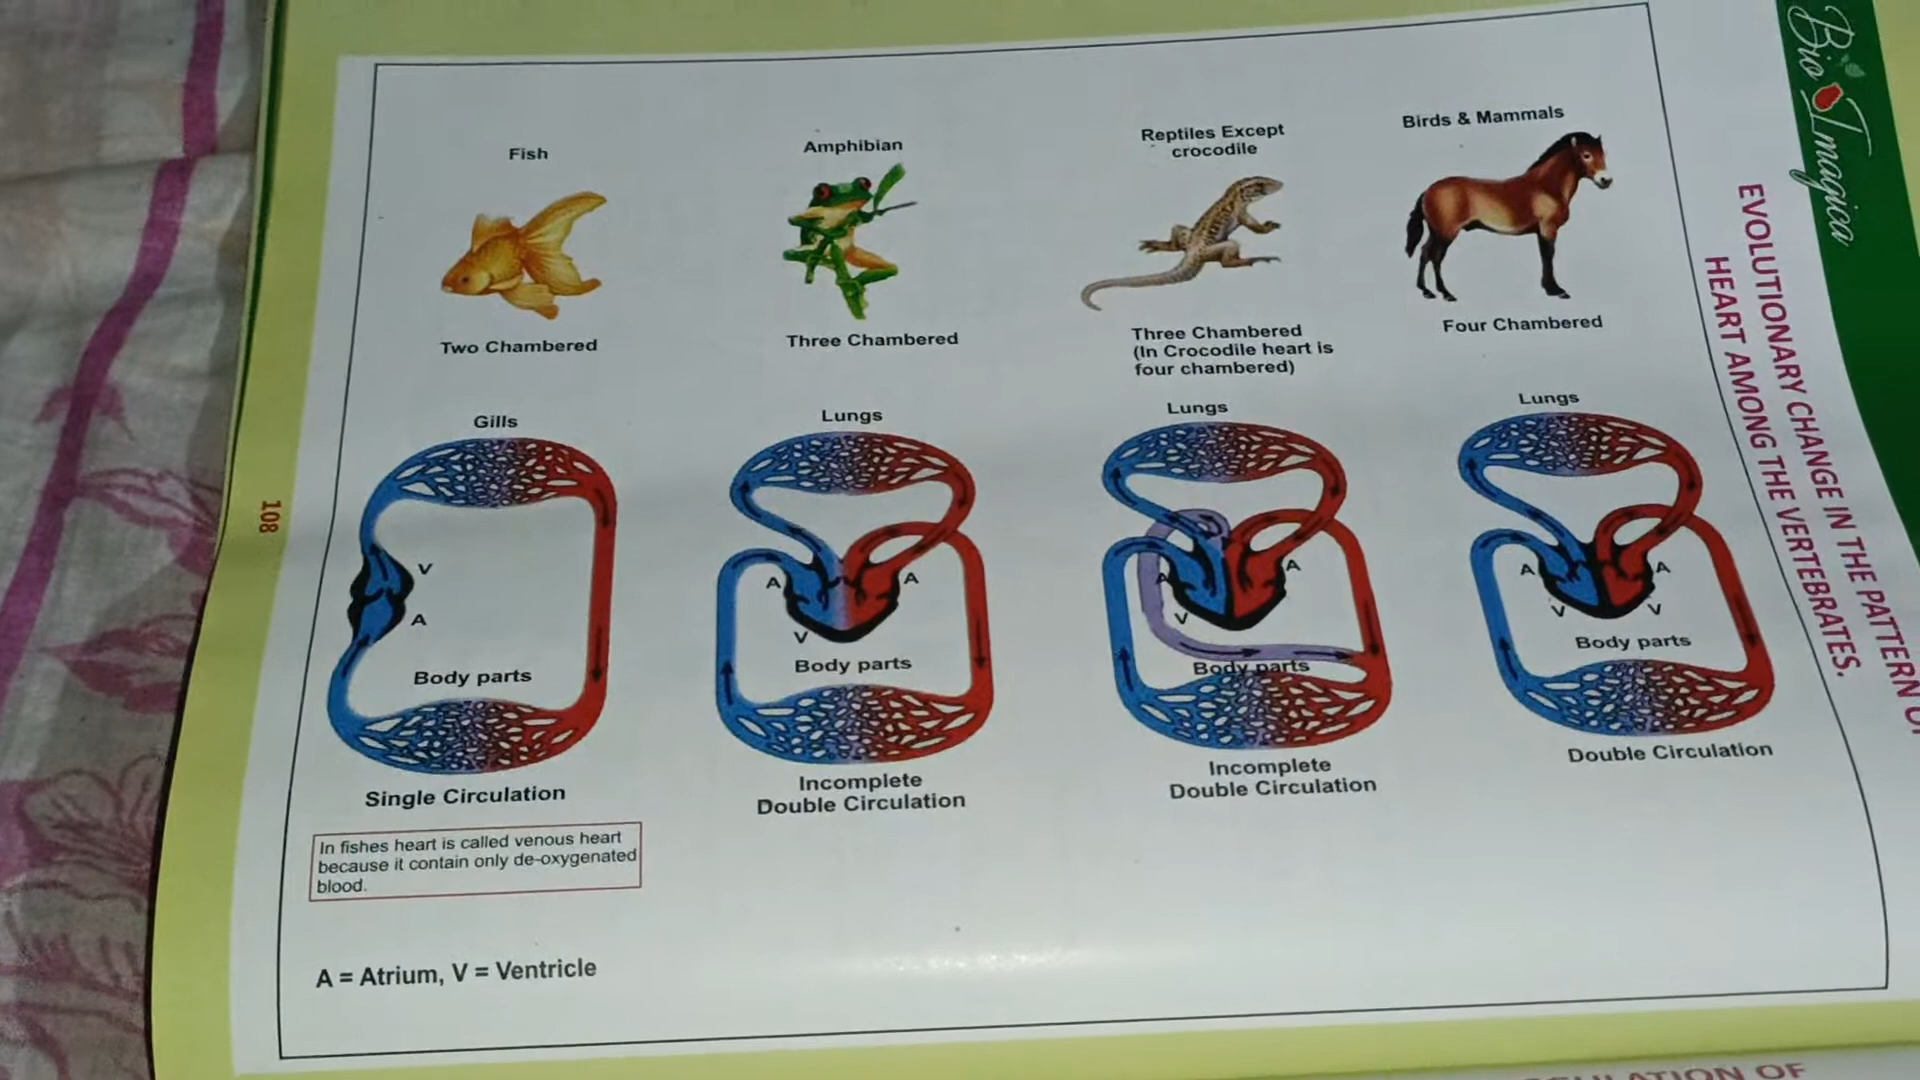 Bio Imagica
EVOLUTIONARY CHANGE IN THE PATTERN
HEART AMONG THE VERTEBRATES.
Fish
Two Chambered
Gills
V
A
Body parts
Single Circulation
In fishes heart is called venous heart
because it contain only de-oxygenated
blood.
Amphibian
Three Chambered
Lungs
A
A
V
Body parts
Incomplete
Double Circulation
Reptiles Except
crocodile
Three Chambered
(In Crocodile heart is
four chambered)
Lungs
A
A
V
Body parts
Incomplete
Double Circulation
Birds & Mammals
Four Chambered
Lungs
A
A
V
V
Body parts
Double Circulation
A = Atrium, V = Ventricle
108